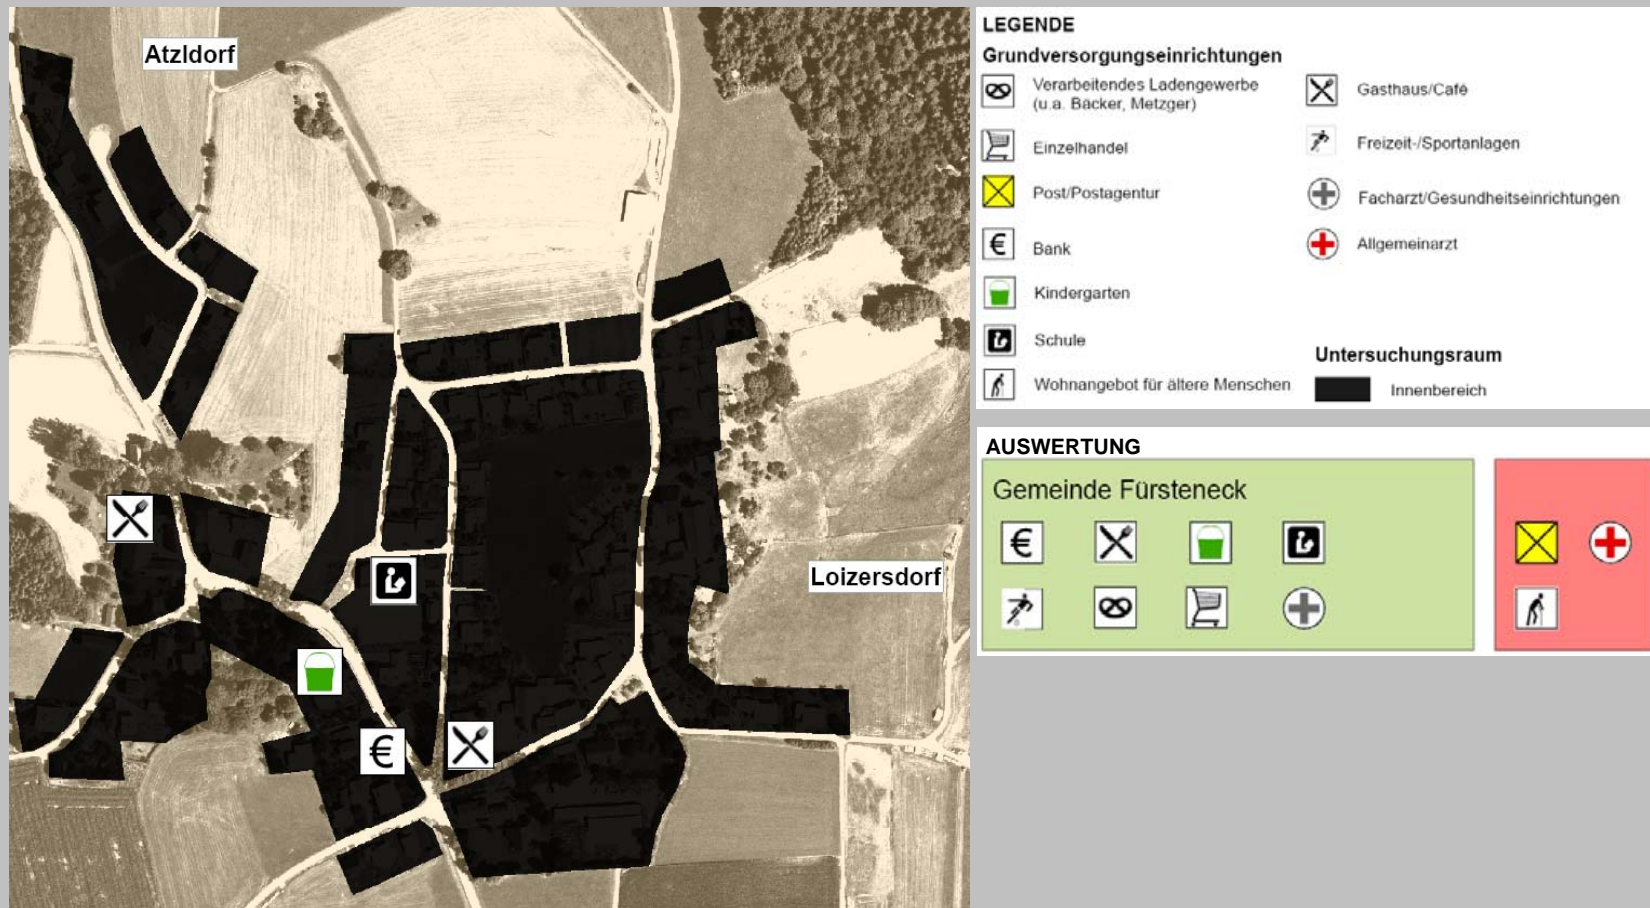 Atzldorf
Loizersdorf
€
LEGENDE
Grundversorgungseinrichtungen
Verarbeitendes Ladengewerbe
(u.a. Bäcker, Metzger)
Einzelhandel
Post/Postagentur
€
Bank
Kindergarten
Schule
Wohnangebot für ältere Menschen
Gasthaus/Café
Freizeit-/Sportanlagen
Facharzt/Gesundheitseinrichtungen
Allgemeinarzt
Untersuchungsraum
Innenbereich
AUSWERTUNG
Gemeinde Fürsteneck
€